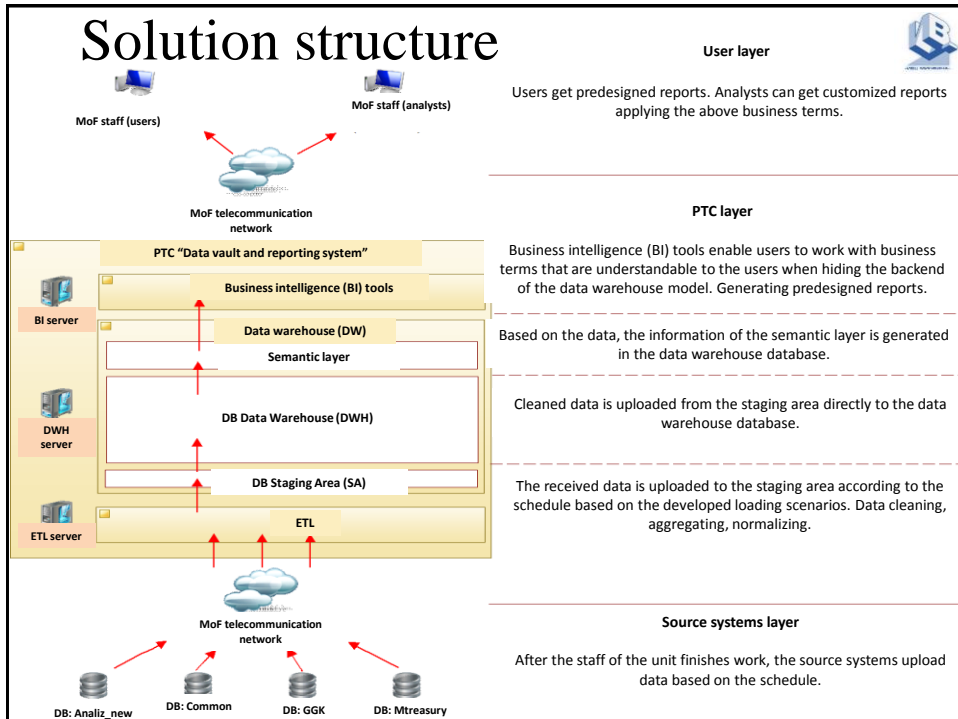 Solution structure
MoF staff (users)
MoF staff (analysts)
MoF telecommunication
network
PTC “Data vault and reporting system”
Business intelligence (BI) tools
BI server
Data warehouse (DW)
Semantic layer
DB Data Warehouse (DWH)
DWH
server
DB Staging Area (SA)
ETL
ETL server
MoF telecommunication
network
DB: Analiz_new
DB: Common
DB: GGK
DB: Mtreasury
User layer
Users get predesigned reports. Analysts can get customized reports
applying the above business terms.
PTC layer
Business intelligence (BI) tools enable users to work with business
terms that are understandable to the users when hiding the backend
of the data warehouse model. Generating predesigned reports.
Based on the data, the information of the semantic layer is generated
in the data warehouse database.
Cleaned data is uploaded from the staging area directly to the data
warehouse database.
The received data is uploaded to the staging area according to the
schedule based on the developed loading scenarios. Data cleaning,
aggregating, normalizing.
Source systems layer
After the staff of the unit finishes work, the source systems upload
data based on the schedule.